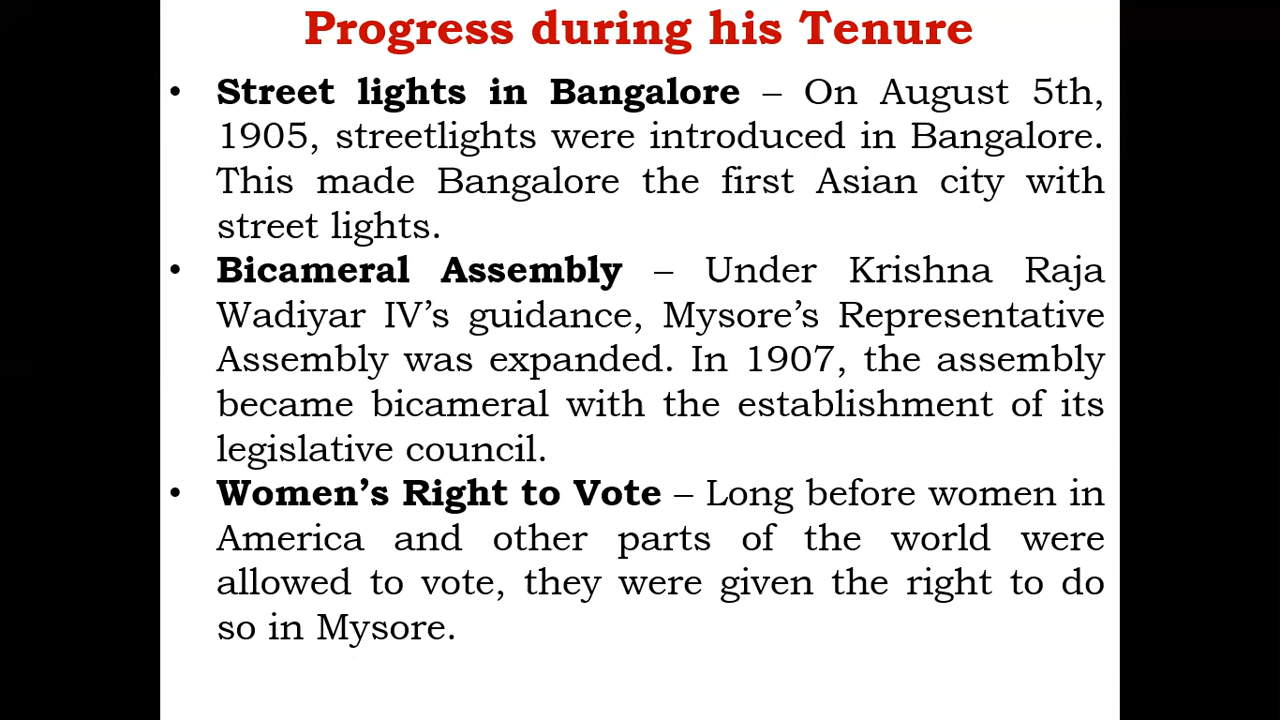 Progress during his Tenure
• Street lights in Bangalore – On August 5th,
1905, streetlights were introduced in Bangalore.
This made Bangalore the first Asian city with
street lights.
• Bicameral Assembly – Under Krishna Raja
Wadiyar IV’s guidance, Mysore’s Representative
Assembly was expanded. In 1907, the assembly
became bicameral with the establishment of its
legislative council.
• Women’s Right to Vote – Long before women in
America and other parts of the world were
allowed to vote, they were given the right to do
so in Mysore.